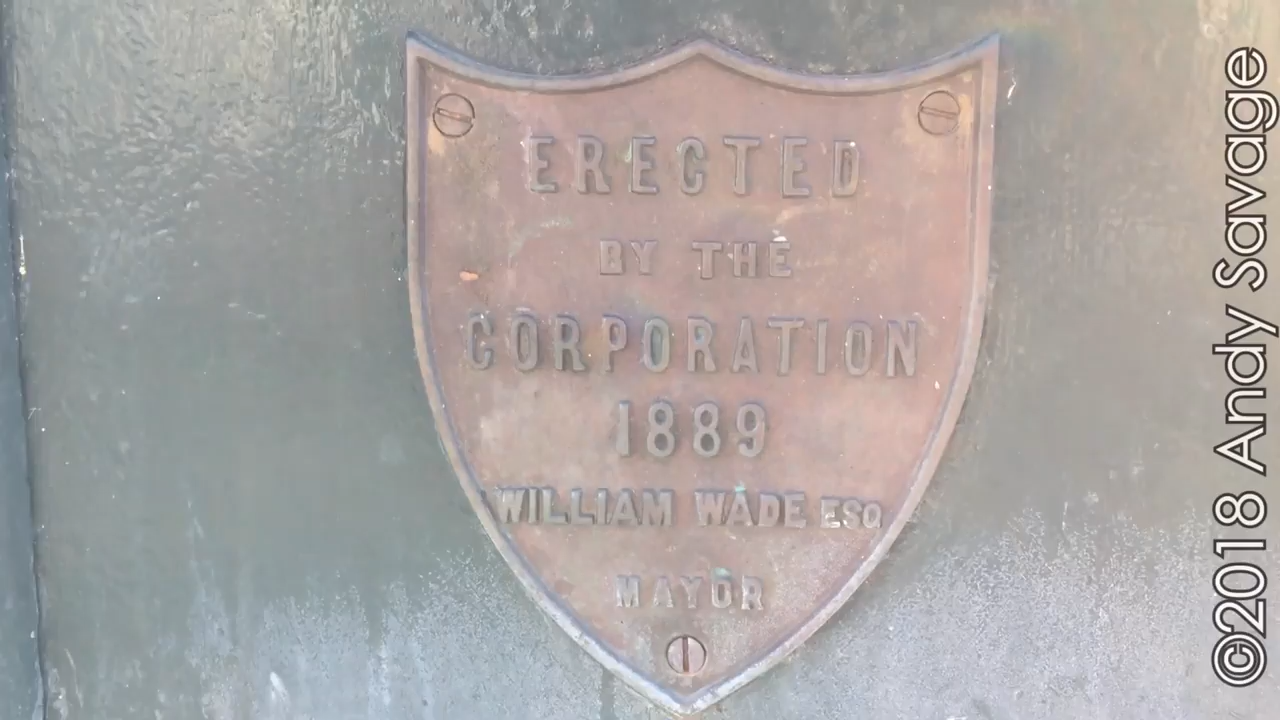 ERECTED
BY THE
CORPORATION
1889
WILLIAM WADE ESQ
MAYOR
©2018 Andy Savage